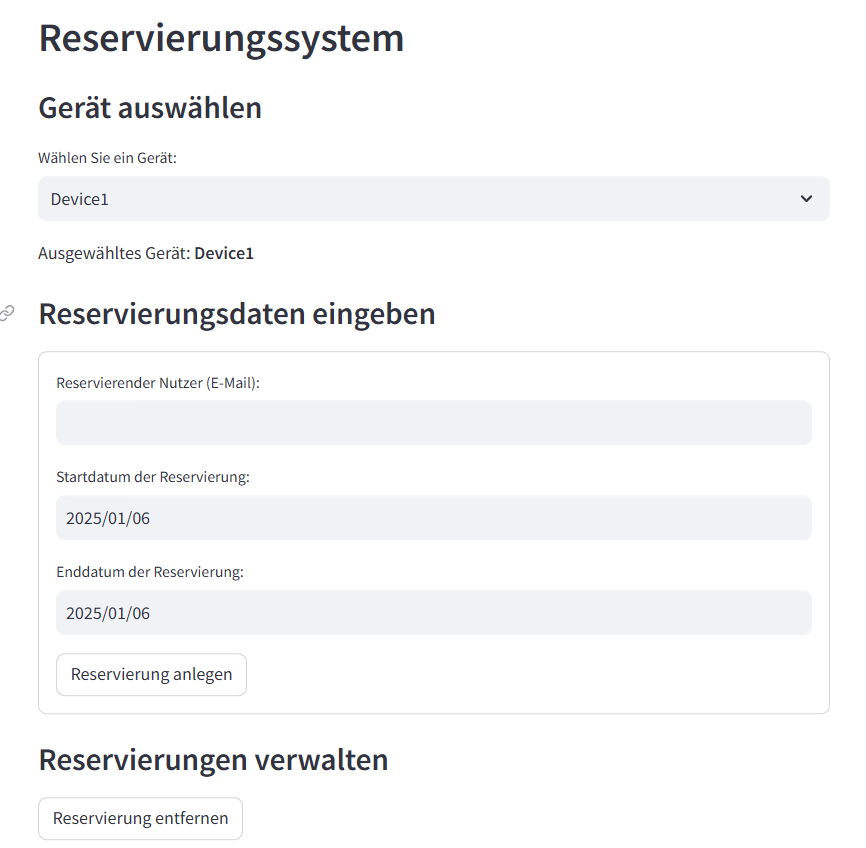 Reservierungssystem
Gerät auswählen
Wählen Sie ein Gerät:
Device1
Ausgewähltes Gerät: Device1
Reservierungsdaten eingeben
Reservierender Nutzer (E-Mail):
Startdatum der Reservierung:
2025/01/06
Enddatum der Reservierung:
2025/01/06
Reservierung anlegen
Reservierungen verwalten
Reservierung entfernen